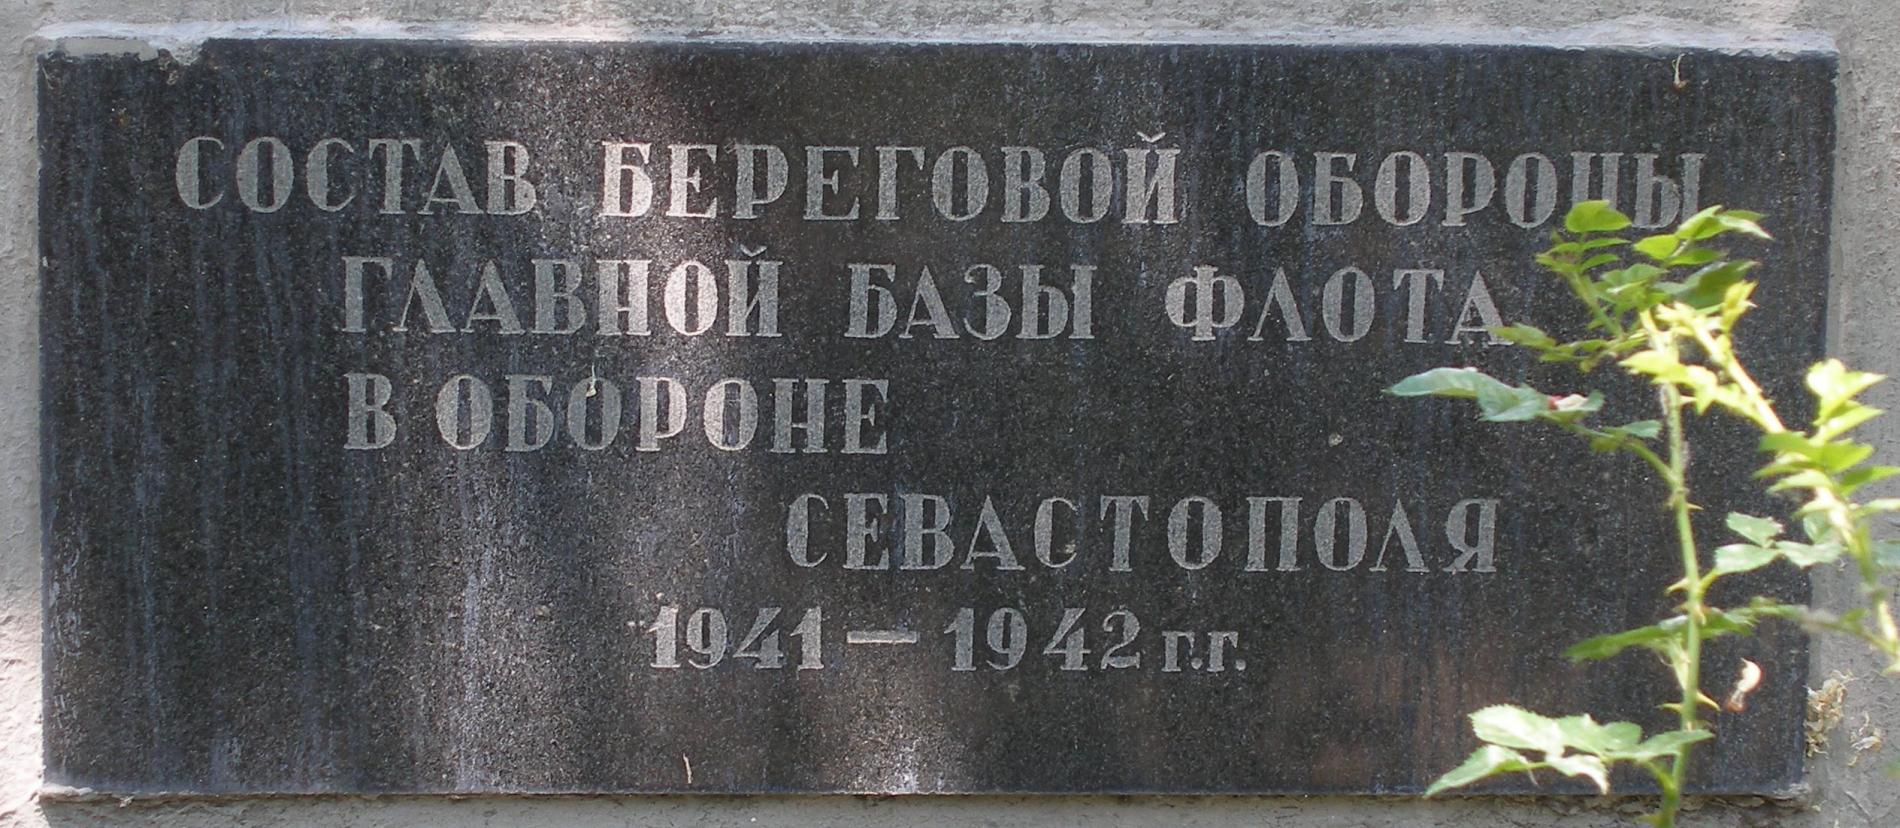 СОСТАВ БЕРЕГОВОЙ ОБОРОНЫ
ГЛАВНОЙ БАЗЫ ФЛОТА
В ОБОРОНЕ
СЕВАСТОПОЛЯ
1941 — 1942 г.г.